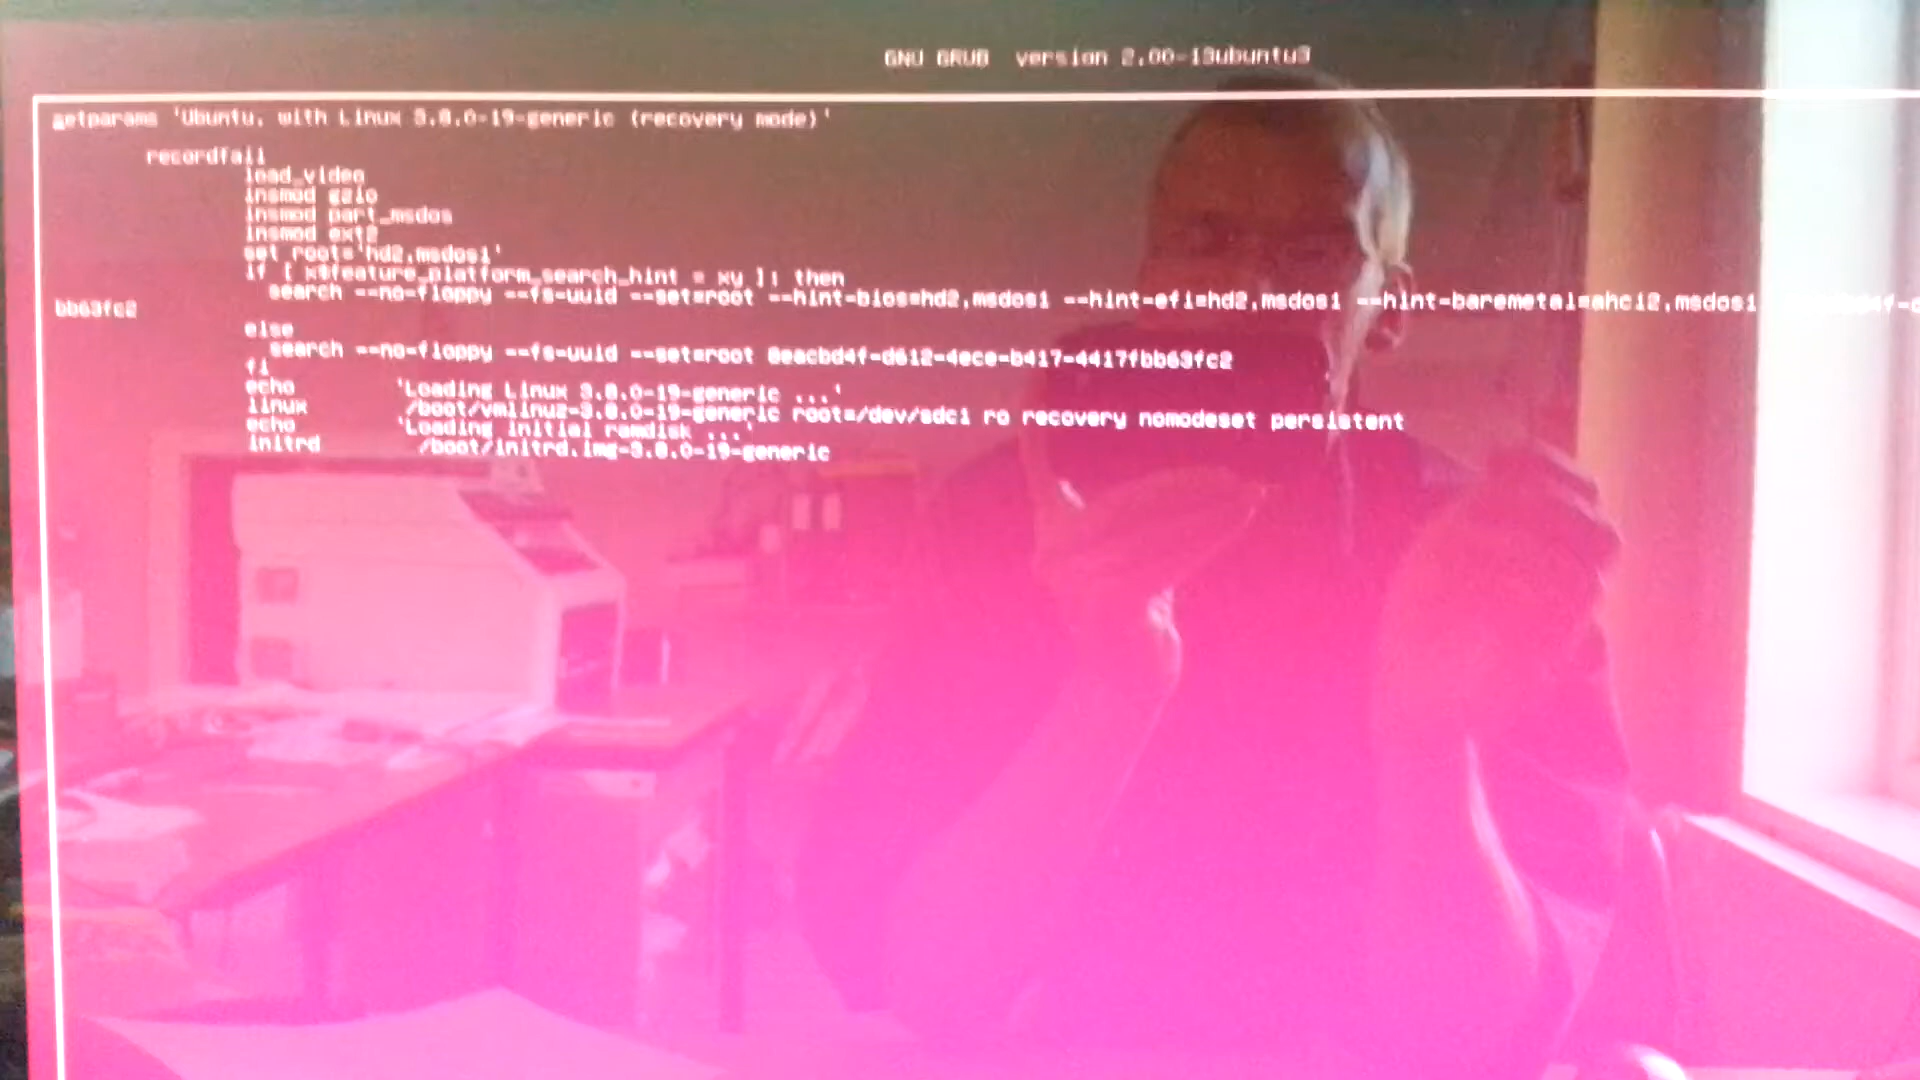 GNU GRUB version 2.00-13ubuntu3
setparams 'Ubuntu, with Linux 3.8.0-19-generic (recovery mode)'
recordfail
load_video
insmod gzio
insmod part_msdos
insmod ext2
set root='hd2,msdos1'
if [ x$feature_platform_search_hint = xy ]; then
search --no-floppy --fs-uuid --set=root --hint-bios=hd2,msdos1 --hint-efi=hd2,msdos1 --hint-baremetal=ahci2,msdos1
bb63fc2
else
search --no-floppy --fs-uuid --set=root 0eacbd4f-d612-4ece-b417-4417fbb63fc2
fi
echo 'Loading Linux 3.8.0-19-generic ...'
linux /boot/vmlinuz-3.8.0-19-generic root=/dev/sdc1 ro recovery nomodeset persistent
echo 'Loading initial ramdisk ...'
initrd /boot/initrd.img-3.8.0-19-generic